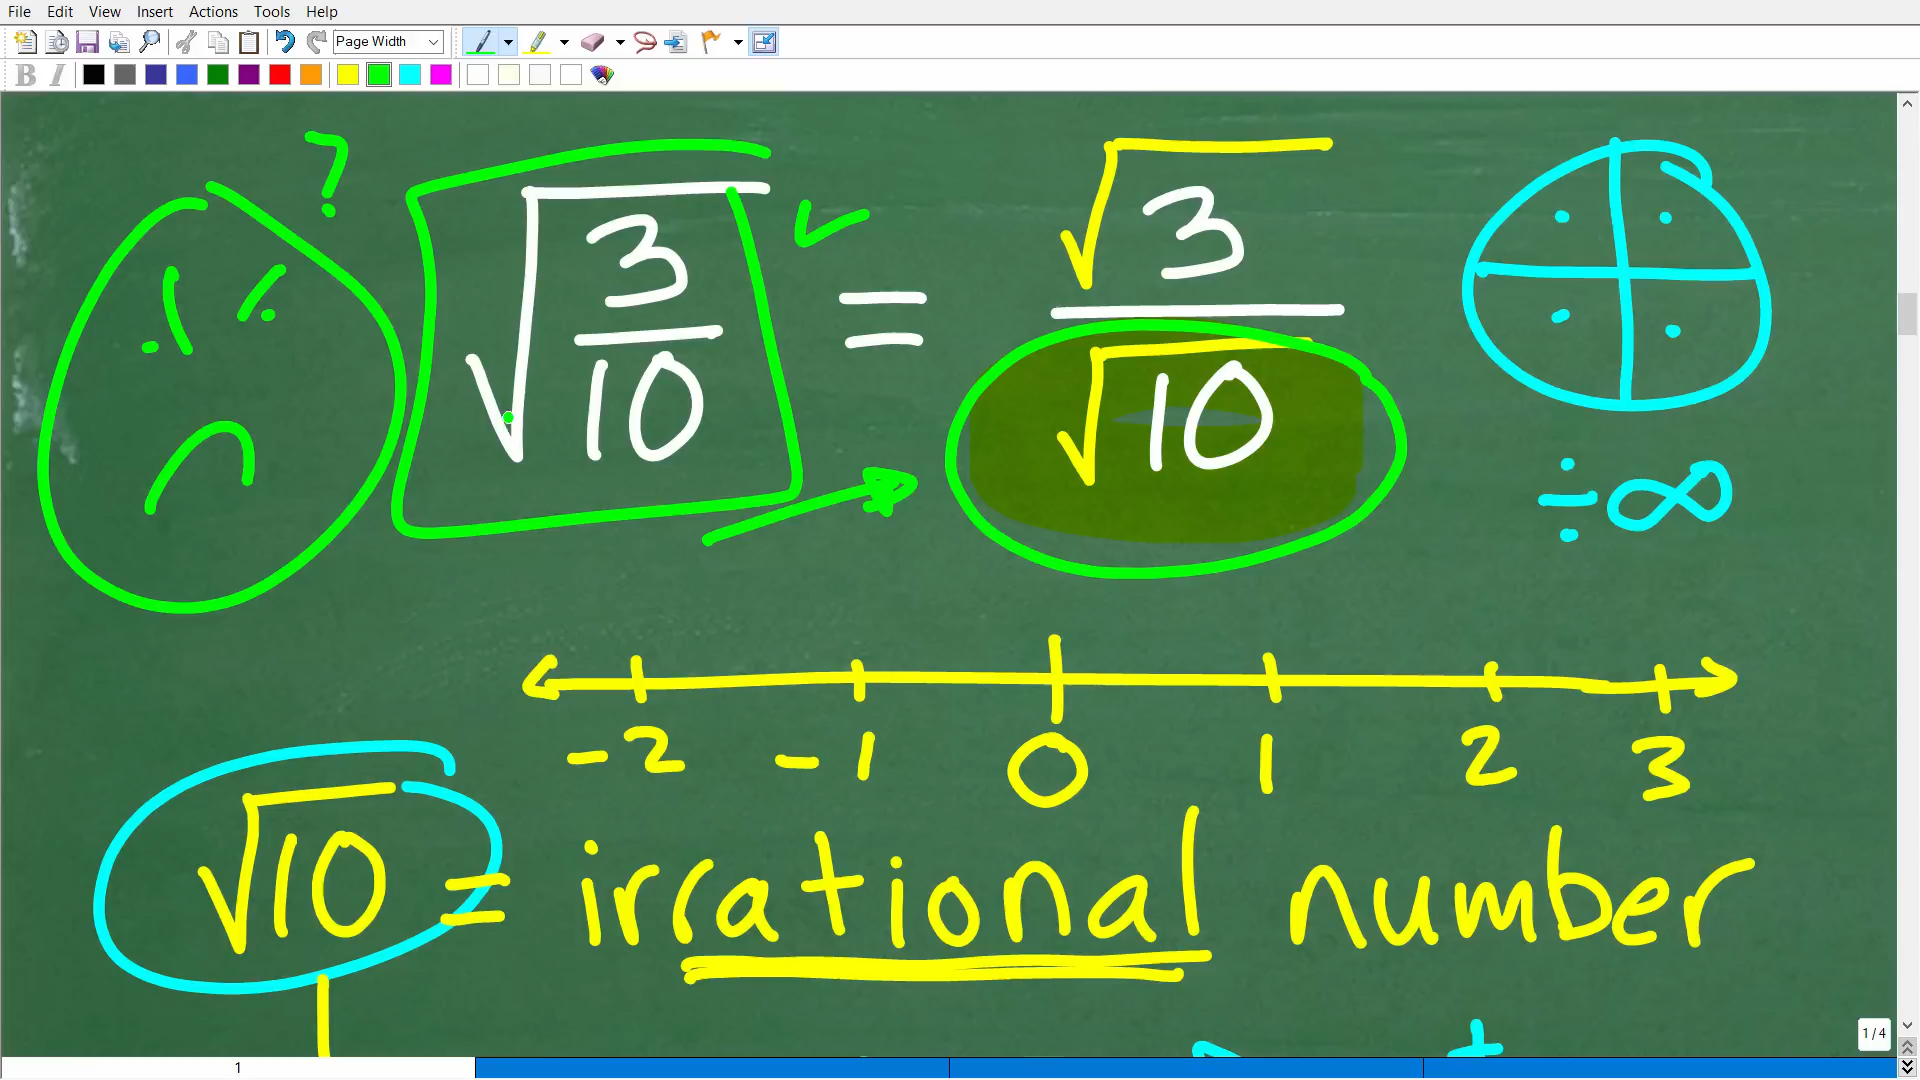 File Edit View Insert Actions Tools Help
Page Width
B I
?
√(3/10) = √3/√10
÷ ∞
-2 -1 0 1 2 3
√10 = irrational number
1 / 4
1